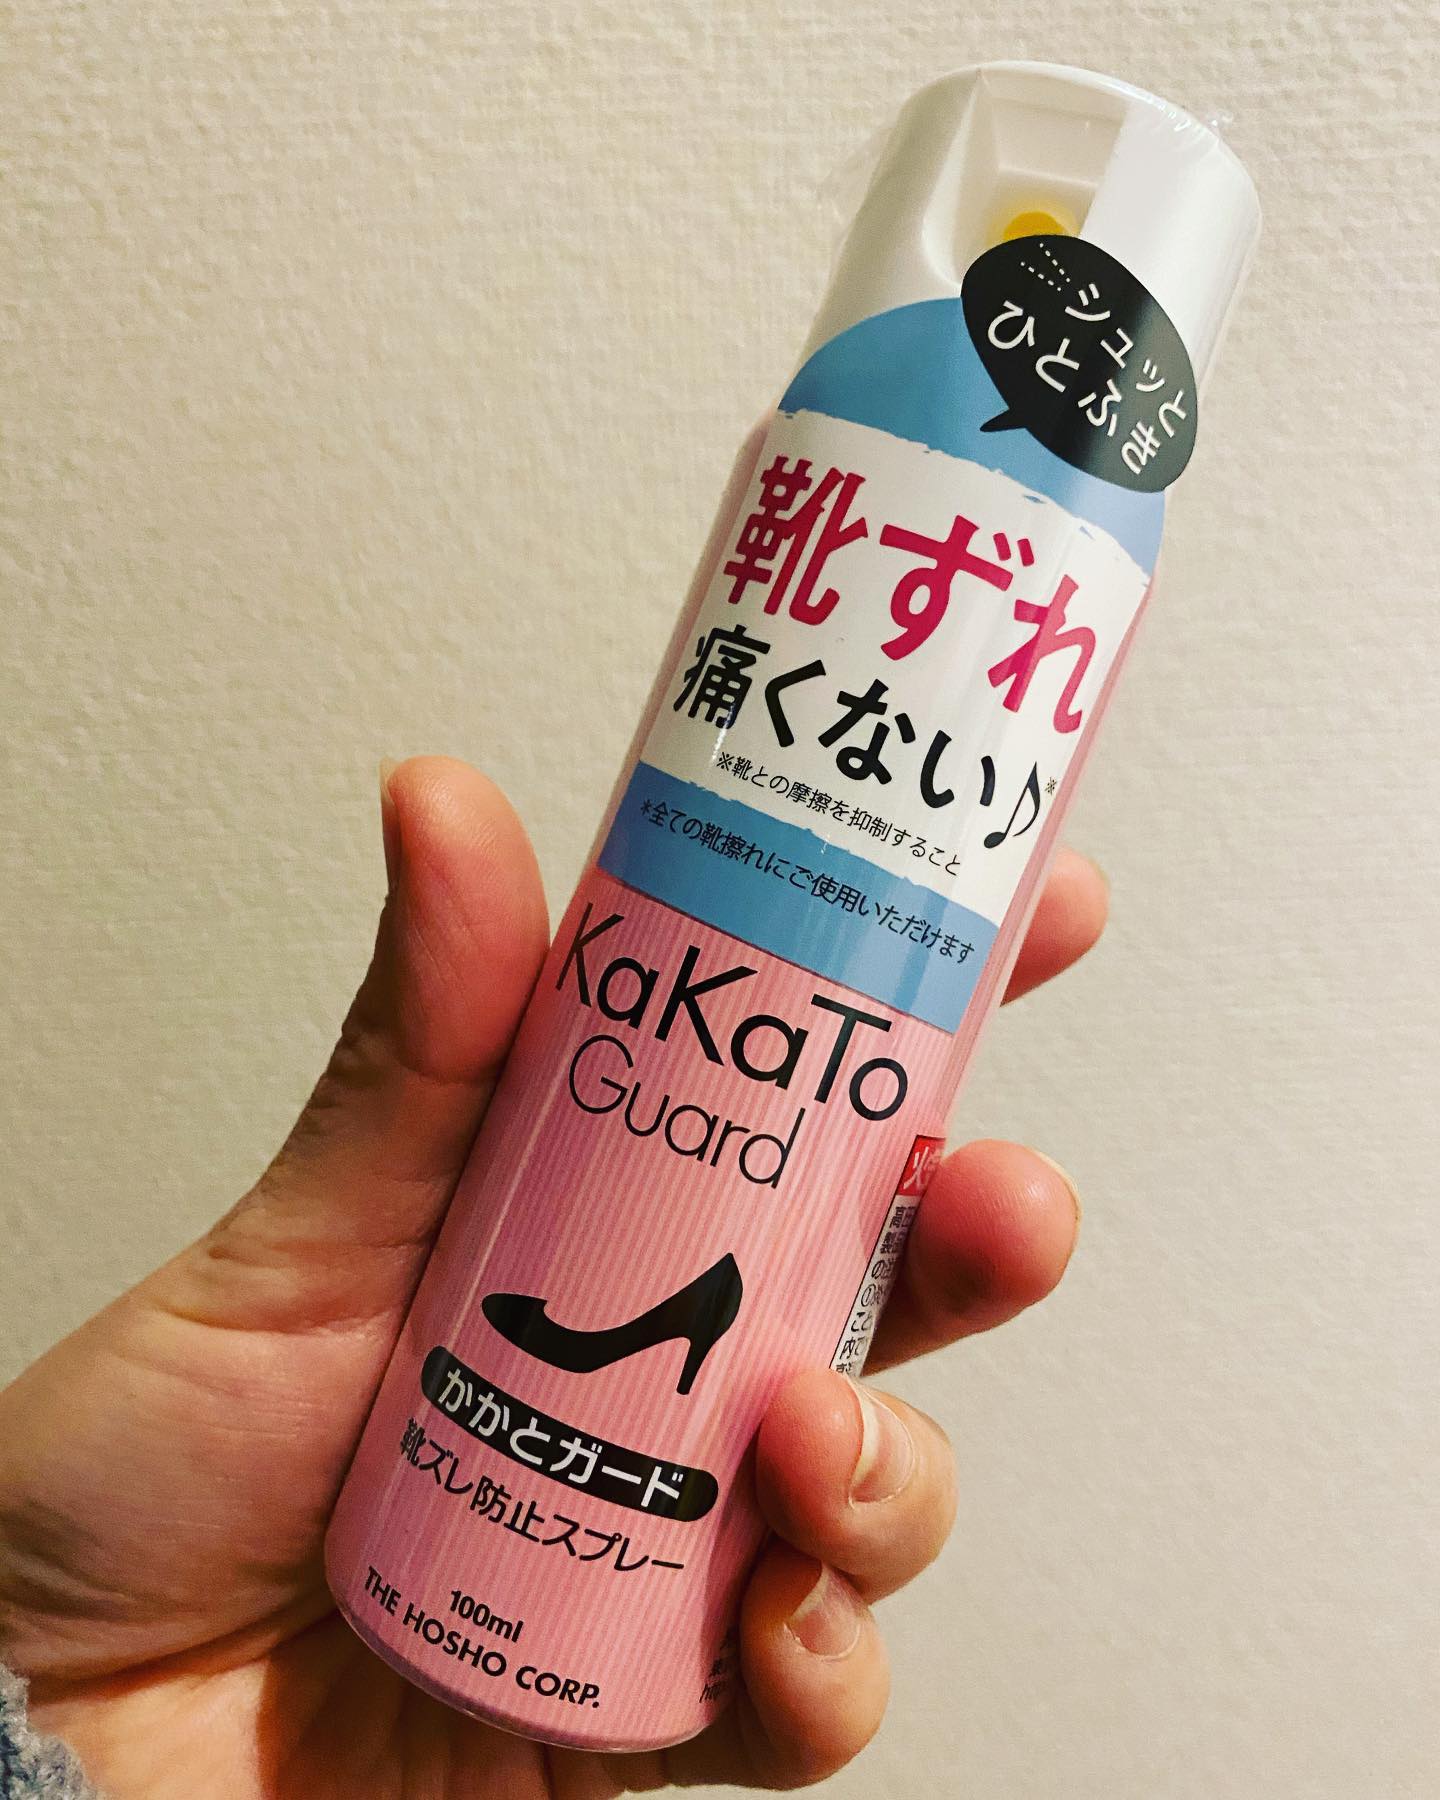 シュッと
ひとふき
靴ずれ
痛くない♪※
※靴との摩擦を抑制すること
*全ての靴擦れにご使用いただけます
KaKaTo
Guard
かかとガード
靴ズレ防止スプレー
100ml
THE HOSHO CORP.